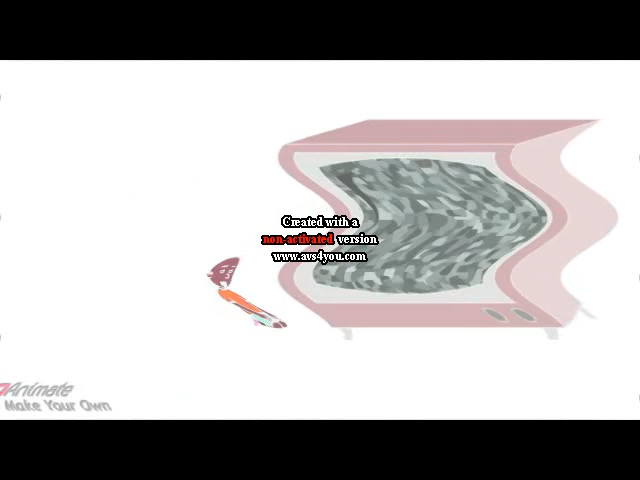 Created with a
non-activated version
www.avs4you.com
Animate
Make Your Own